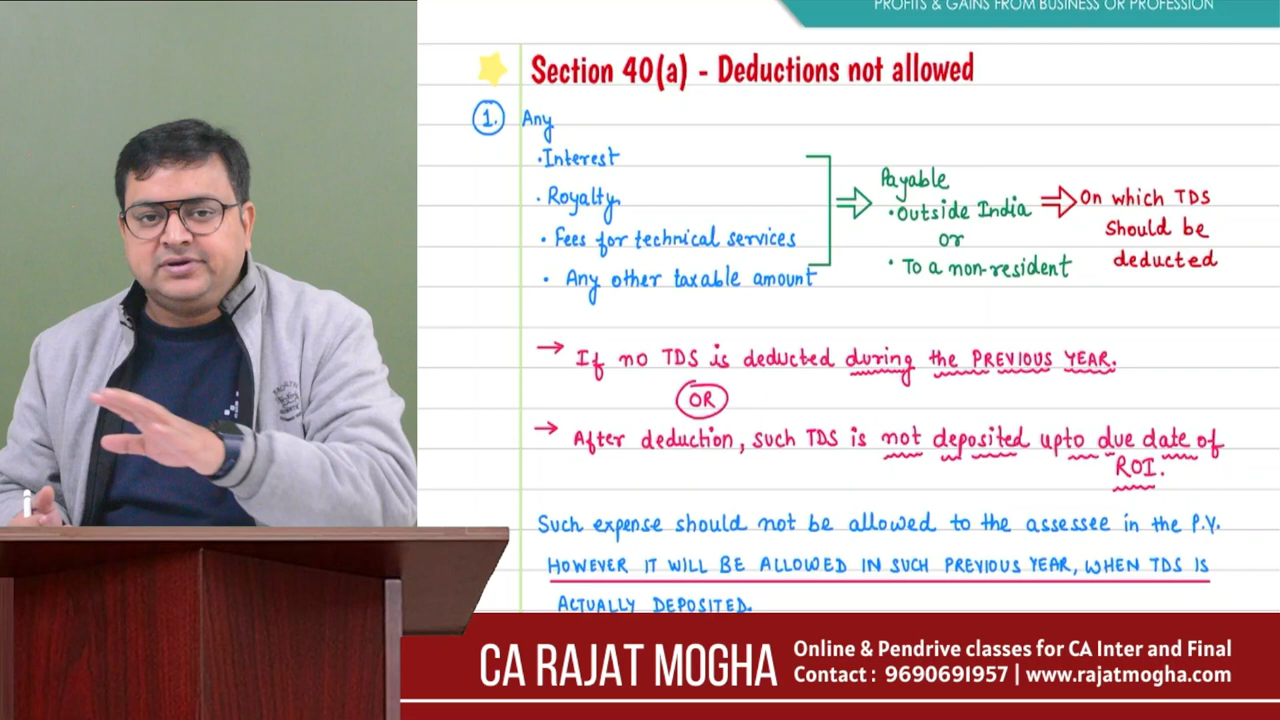 PROFITS & GAINS FROM BUSINESS OR PROFESSION
Section 40(a) - Deductions not allowed
1. Any
• Interest
• Royalty
• Fees for technical services
• Any other taxable amount
Payable
• Outside India
or
• To a non-resident
On which TDS
should be
deducted
→ If no TDS is deducted during the PREVIOUS YEAR.
OR
→ After deduction, such TDS is not deposited upto due date of
ROI.
Such expense should not be allowed to the assessee in the P.Y.
HOWEVER IT WILL BE ALLOWED IN SUCH PREVIOUS YEAR, WHEN TDS IS
ACTUALLY DEPOSITED.
CA RAJAT MOGHA
Online & Pendrive classes for CA Inter and Final
Contact : 9690691957 | www.rajatmogha.com